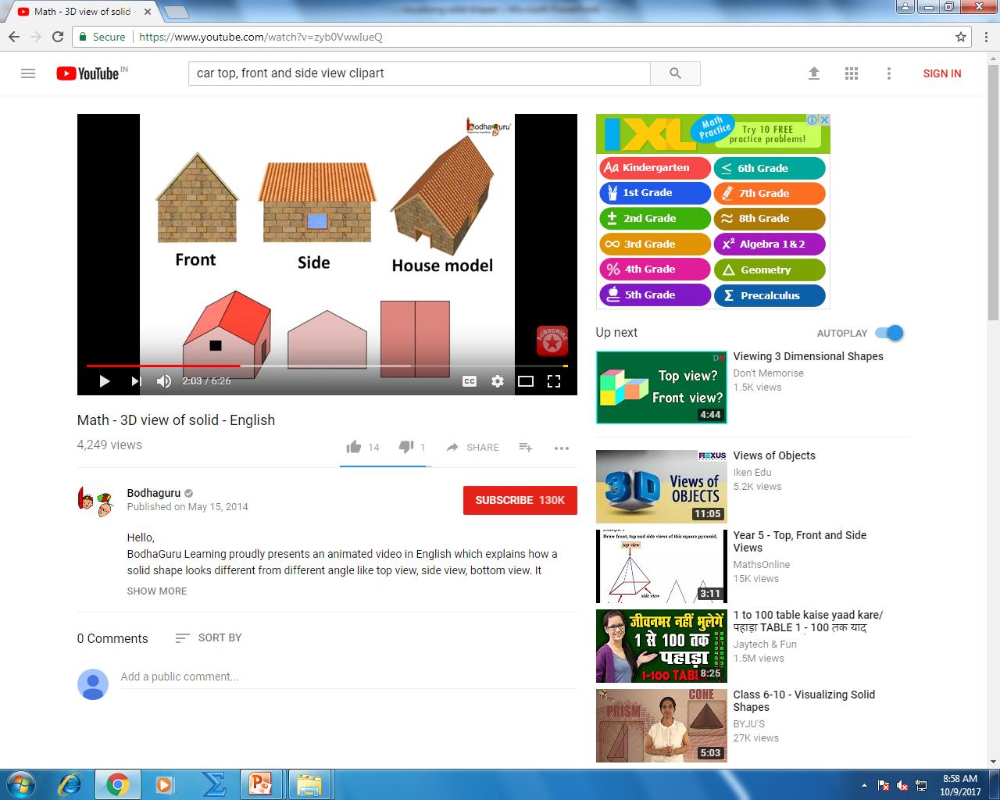 Math - 3D view of solid -
visualising solid shapes - Microsoft PowerPoint
Secure
https://www.youtube.com/watch?v=zyb0VwwIueQ
YouTube IN
car top, front and side view clipart
SIGN IN
BodhaGuru
Front
Side
House model
SUBSCRIBE
2:03 / 6:26
CC
Math - 3D view of solid - English
4,249 views
14
1
SHARE
Bodhaguru
Published on May 15, 2014
SUBSCRIBE 130K
Hello,
BodhaGuru Learning proudly presents an animated video in English which explains how a
solid shape looks different from different angle like top view, side view, bottom view. It
SHOW MORE
0 Comments
SORT BY
Add a public comment...
IXL
Math
Practice
Try 10 FREE
practice problems!
Aa Kindergarten
≤ 6th Grade
1st Grade
7th Grade
± 2nd Grade
≈ 8th Grade
∞ 3rd Grade
x² Algebra 1&2
% 4th Grade
△ Geometry
5th Grade
Σ Precalculus
Up next
AUTOPLAY
DM
Top view?
Front view?
4:44
Viewing 3 Dimensional Shapes
Don't Memorise
1.5K views
MEXUS
3D
Views of
OBJECTS
11:05
Views of Objects
Iken Edu
5.2K views
Draw front, top and side views of this square pyramid.
top view
side view
3:11
Year 5 - Top, Front and Side
Views
MathsOnline
15K views
जीवनभर नहीं भुलेगें
1 से 100 तक
पहाड़ा
1-100 TABL
8:25
1 to 100 table kaise yaad kare/
पहाड़ा TABLE 1 - 100 तक याद
Jaytech & Fun
1.5M views
PRISM
CONE
5:03
Class 6-10 - Visualizing Solid
Shapes
BYJU'S
27K views
8:58 AM
10/9/2017